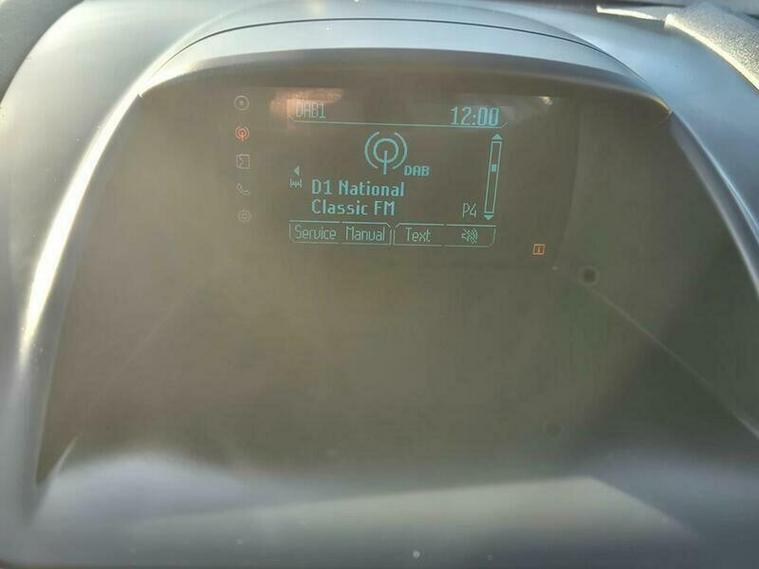 DAB1 12:00
DAB
D1 National
Classic FM P4
Service Manual Text